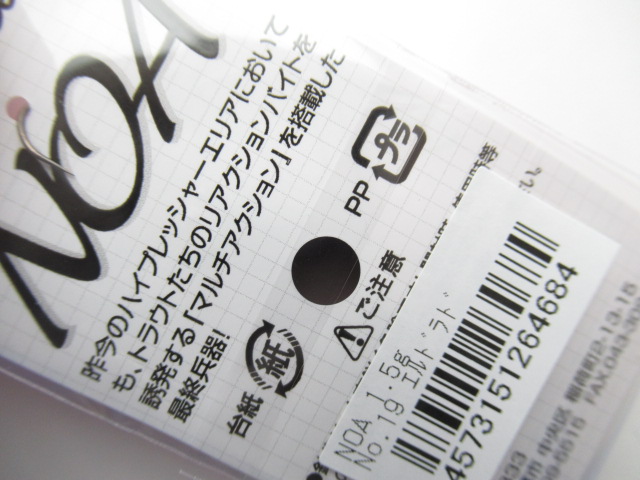 NOA
昨今のハイプレッシャーエリアにおいて
も、トラウトたちのリアクションバイトを
誘発する「マルチアクション」を搭載した
最終兵器!
プラ
PP
紙
台紙
ご注意
NOA 1.5g
No.19 エルドラド
4573151264684